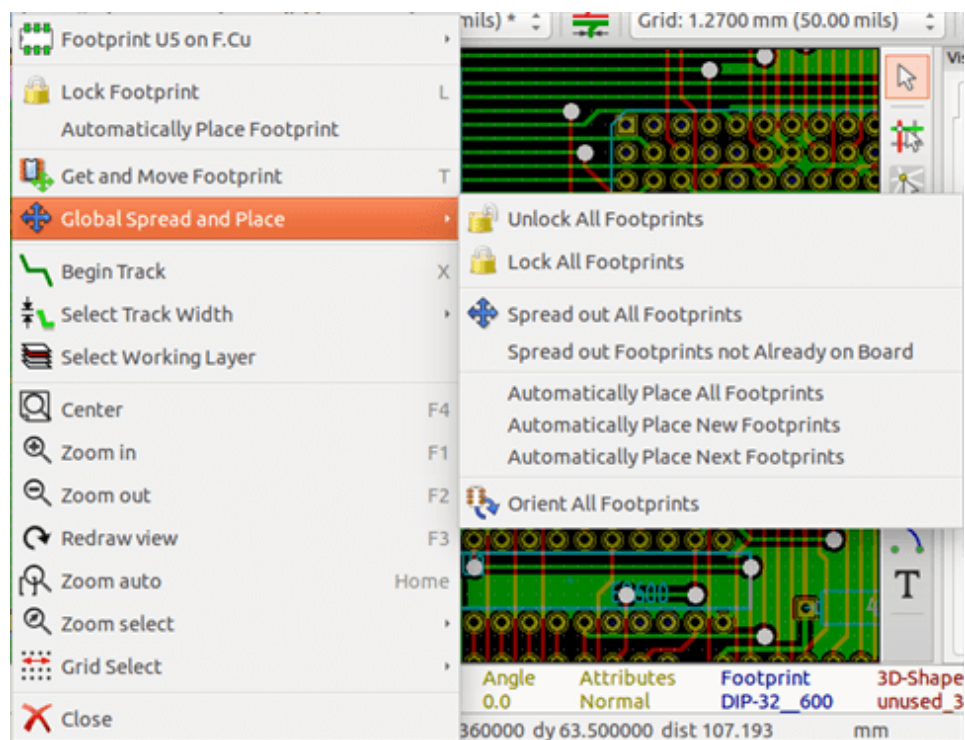 mils) * Grid: 1.2700 mm (50.00 mils)
Footprint U5 on F.Cu
Vis
Lock Footprint L
Automatically Place Footprint
Get and Move Footprint T
Global Spread and Place
Unlock All Footprints
Lock All Footprints
Begin Track X
Select Track Width
Spread out All Footprints
Select Working Layer
Spread out Footprints not Already on Board
Automatically Place All Footprints
Center F4
Automatically Place New Footprints
Zoom in F1
Automatically Place Next Footprints
Zoom out F2
Orient All Footprints
Redraw view F3
Zoom auto Home
T
Zoom select
Grid Select
Angle Attributes Footprint 3D-Shape
0.0 Normal DIP-32__600 unused_3
Close
360000 dy 63.500000 dist 107.193 mm